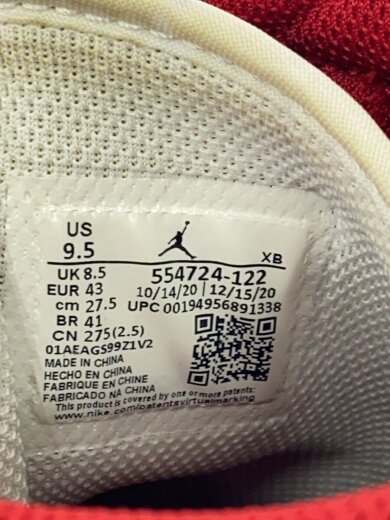 US
9.5
XB
UK 8.5
554724-122
EUR 43
10/14/20 | 12/15/20
cm 27.5
UPC 00194956891338
BR 41
CN 275(2.5)
01AEAGS99Z1V2
MADE IN CHINA
HECHO EN CHINA
FABRIQUE EN CHINE
FABRICADO NA CHINA
This product is covered by one or more patents.
www.nike.com/patentsvirtualmarking